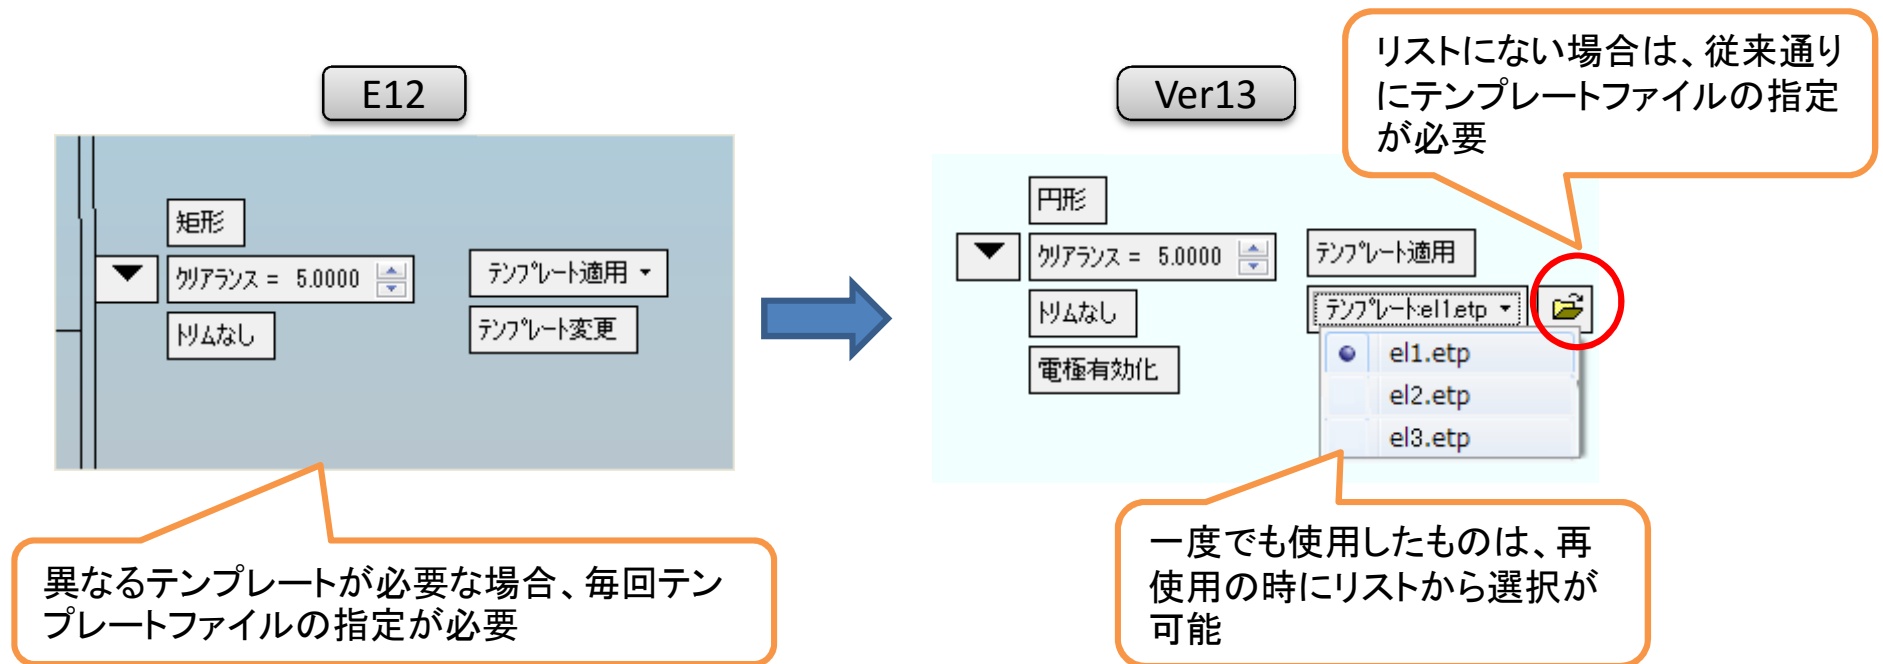 E12
矩形
クリアランス = 5.0000
トリムなし
テンプレート適用
テンプレート変更
異なるテンプレートが必要な場合、毎回テン
プレートファイルの指定が必要
Ver13
リストにない場合は、従来通り
にテンプレートファイルの指定
が必要
円形
クリアランス = 5.0000
トリムなし
電極有効化
テンプレート適用
テンプレート:el1.etp
el1.etp
el2.etp
el3.etp
一度でも使用したものは、再
使用の時にリストから選択が
可能